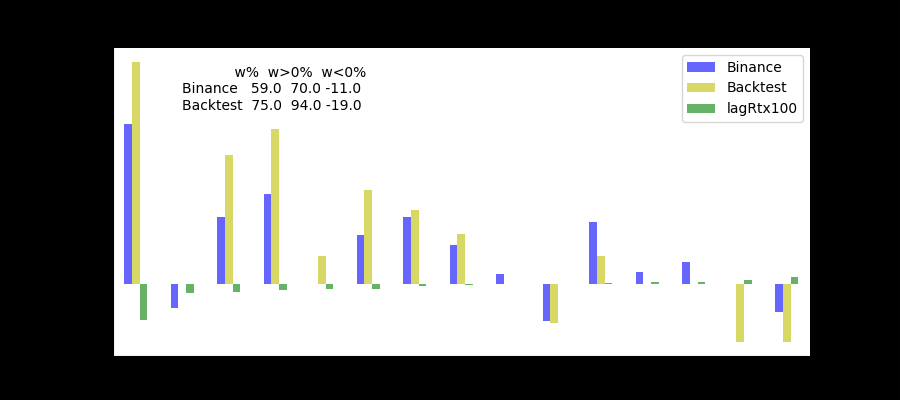 w% w>0% w<0%
Binance 59.0 70.0 -11.0
Backtest 75.0 94.0 -19.0
Binance
Backtest
lagRtx100